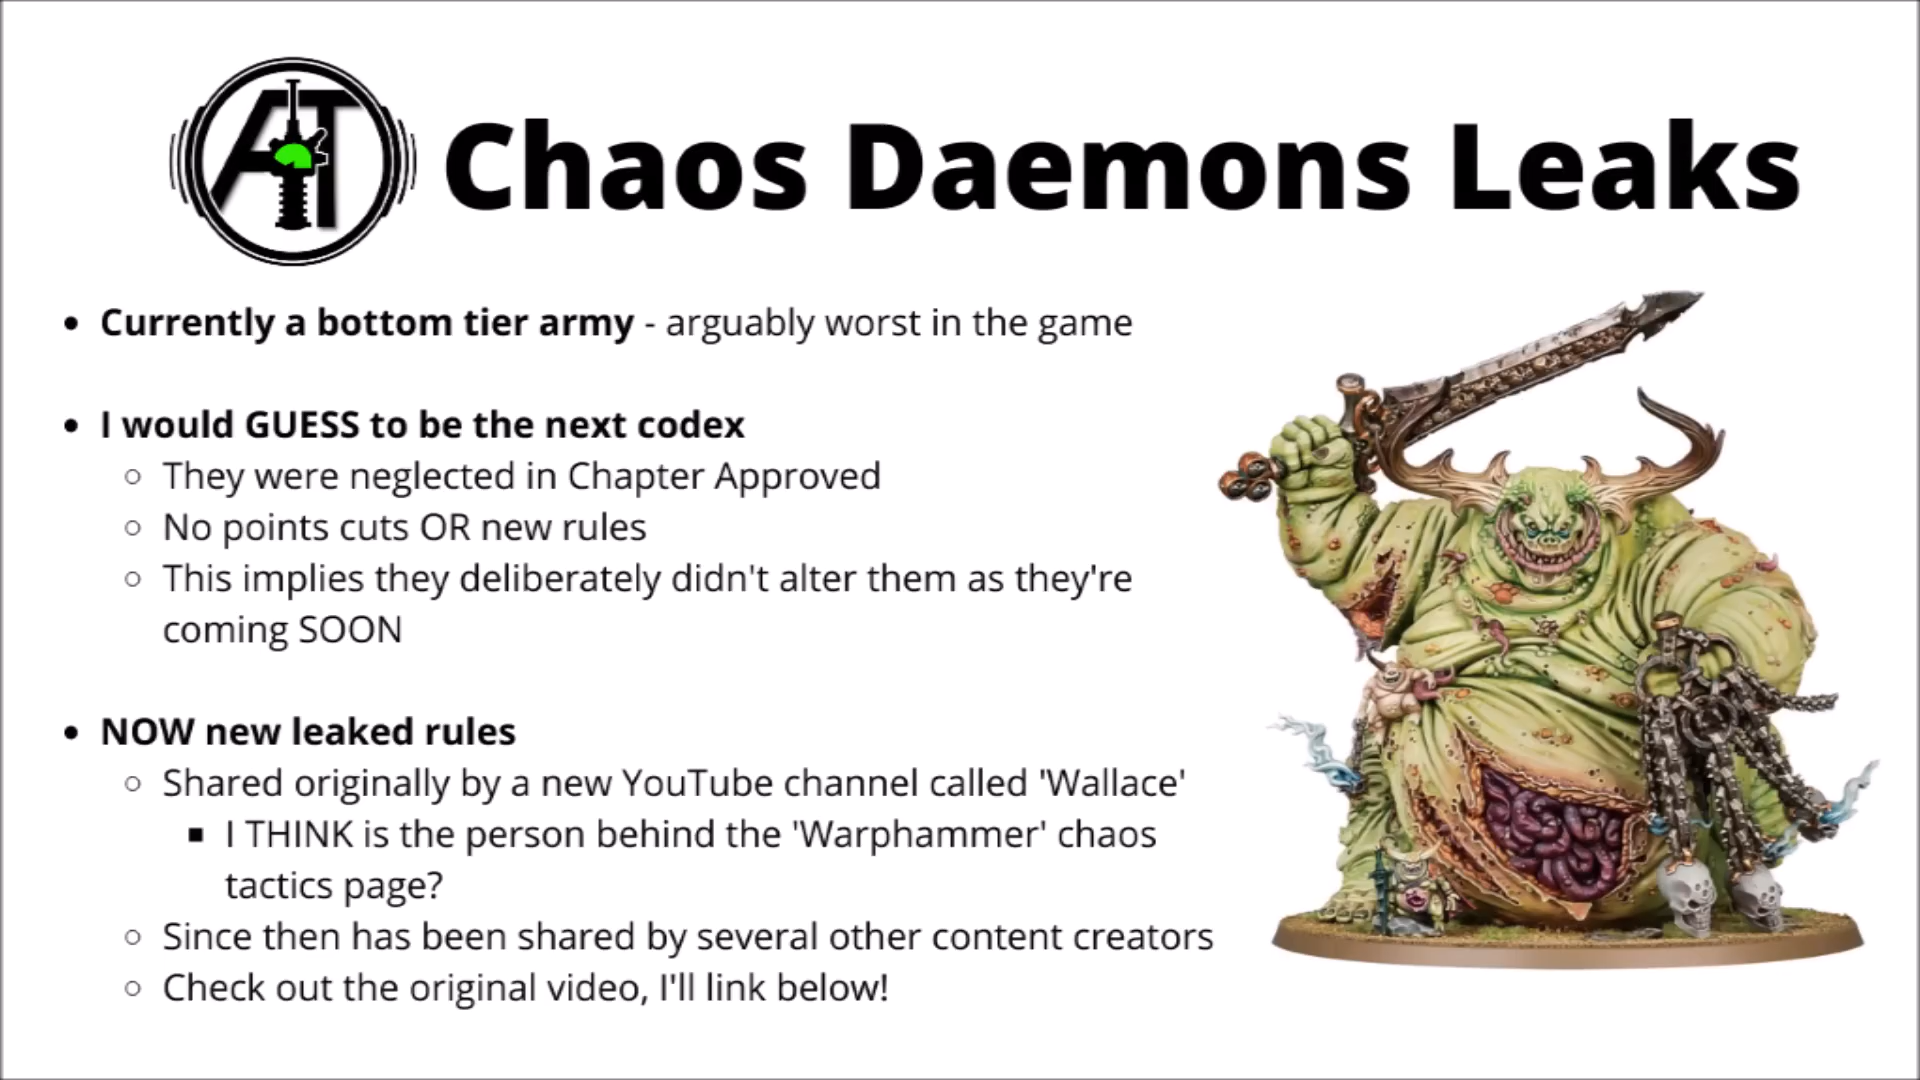 AT
Chaos Daemons Leaks
• Currently a bottom tier army - arguably worst in the game
• I would GUESS to be the next codex
○ They were neglected in Chapter Approved
○ No points cuts OR new rules
○ This implies they deliberately didn't alter them as they're
coming SOON
• NOW new leaked rules
○ Shared originally by a new YouTube channel called 'Wallace'
▪ I THINK is the person behind the 'Warphammer' chaos
tactics page?
○ Since then has been shared by several other content creators
○ Check out the original video, I'll link below!